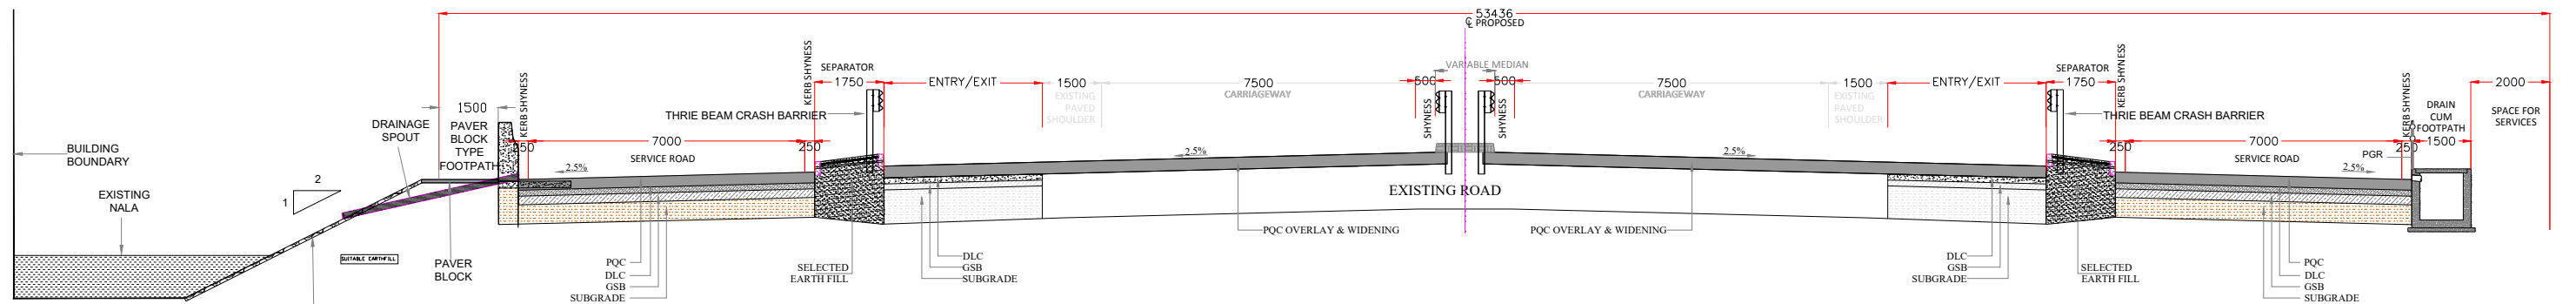 53436
℄ PROPOSED
BUILDING
BOUNDARY
EXISTING
NALA
2
1
SUITABLE EARTHFILL
DRAINAGE
SPOUT
1500
PAVER
BLOCK
TYPE
FOOTPATH
PAVER
BLOCK
KERB SHYNESS
250
7000
SERVICE ROAD
2.5%
KERB SHYNESS
250
PQC
DLC
GSB
SUBGRADE
SEPARATOR
1750
THRIE BEAM CRASH BARRIER
SELECTED
EARTH FILL
ENTRY/EXIT
DLC
GSB
SUBGRADE
1500
EXISTING
PAVED
SHOULDER
7500
CARRIAGEWAY
2.5%
PQC OVERLAY & WIDENING
VARIABLE MEDIAN
500
SHYNESS
500
SHYNESS
EXISTING ROAD
7500
CARRIAGEWAY
2.5%
PQC OVERLAY & WIDENING
1500
EXISTING
PAVED
SHOULDER
ENTRY/EXIT
DLC
GSB
SUBGRADE
SEPARATOR
1750
THRIE BEAM CRASH BARRIER
SELECTED
EARTH FILL
KERB SHYNESS
250
7000
SERVICE ROAD
2.5%
PGR
KERB SHYNESS
250
PQC
DLC
GSB
SUBGRADE
DRAIN
CUM
FOOTPATH
1500
2000
SPACE FOR
SERVICES